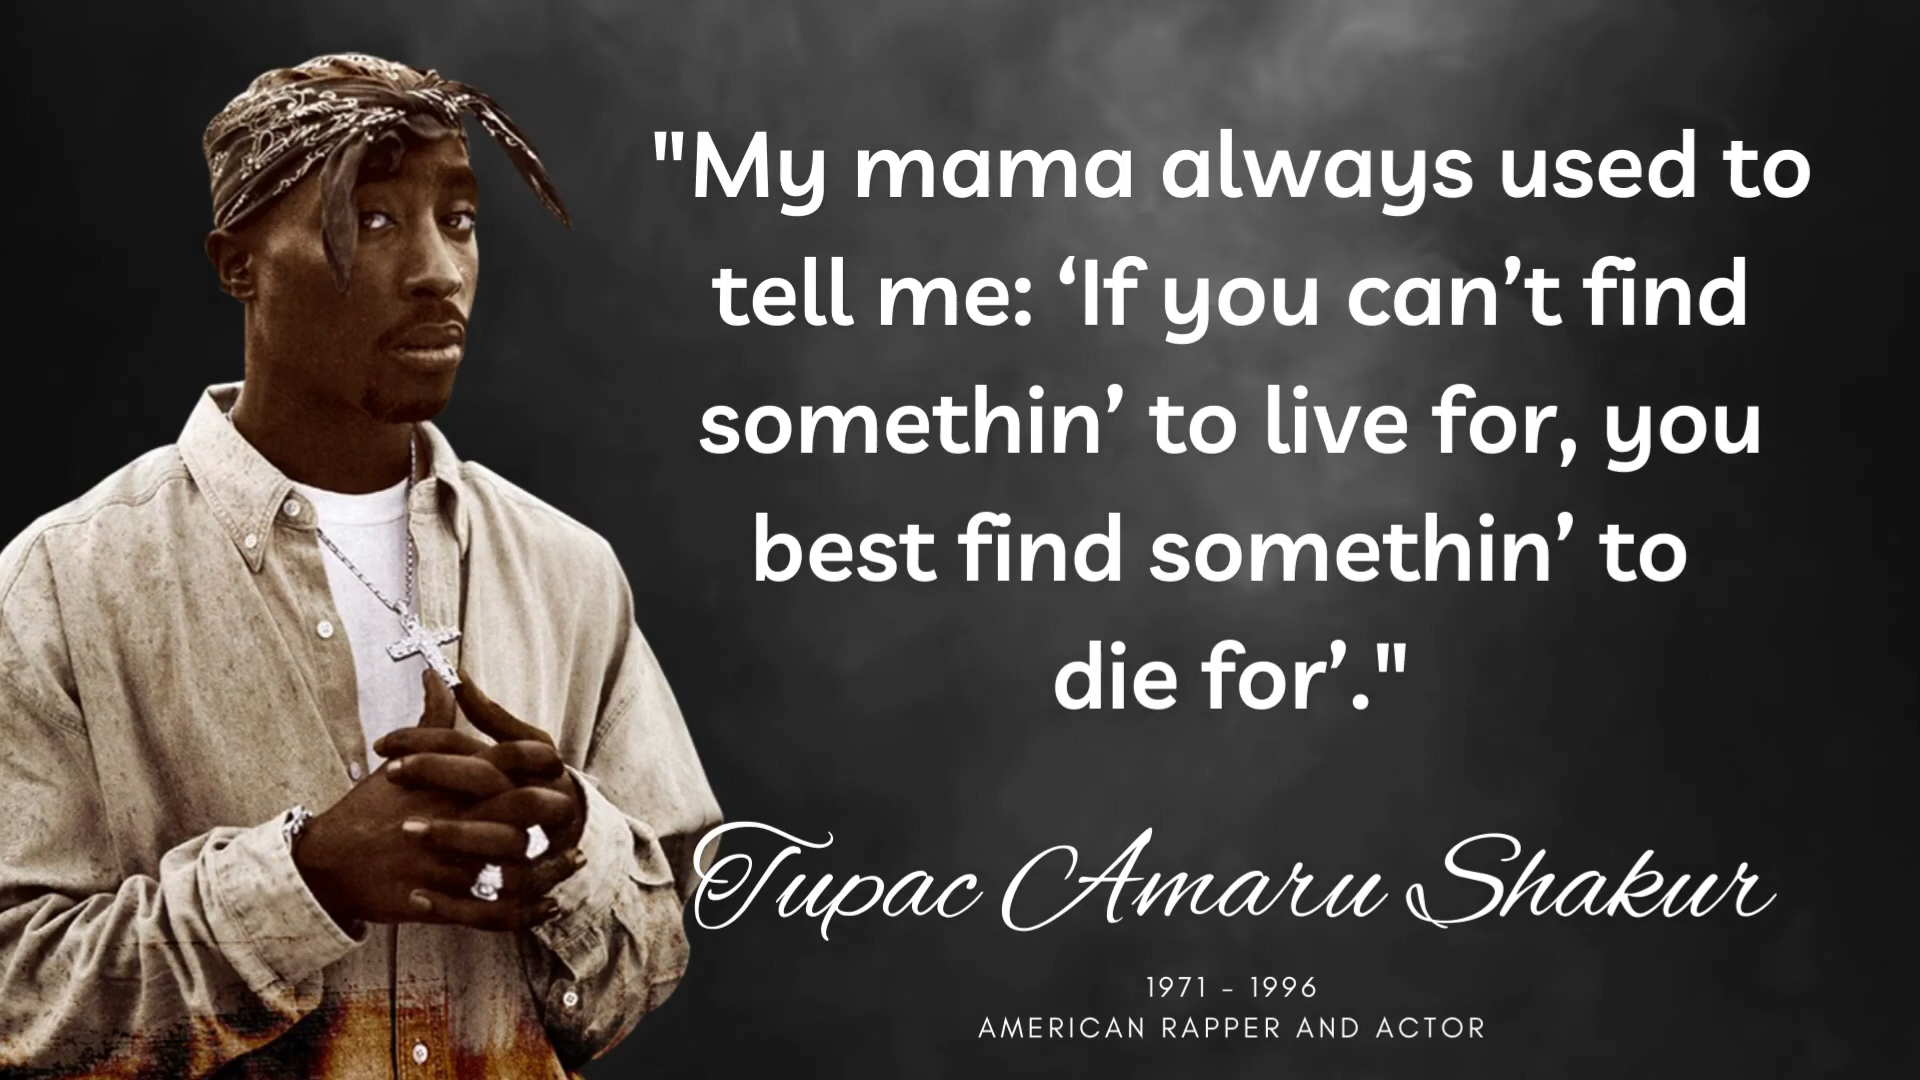 "My mama always used to
tell me: ‘If you can’t find
somethin’ to live for, you
best find somethin’ to
die for’."
Tupac Amaru Shakur
1971 - 1996
AMERICAN RAPPER AND ACTOR